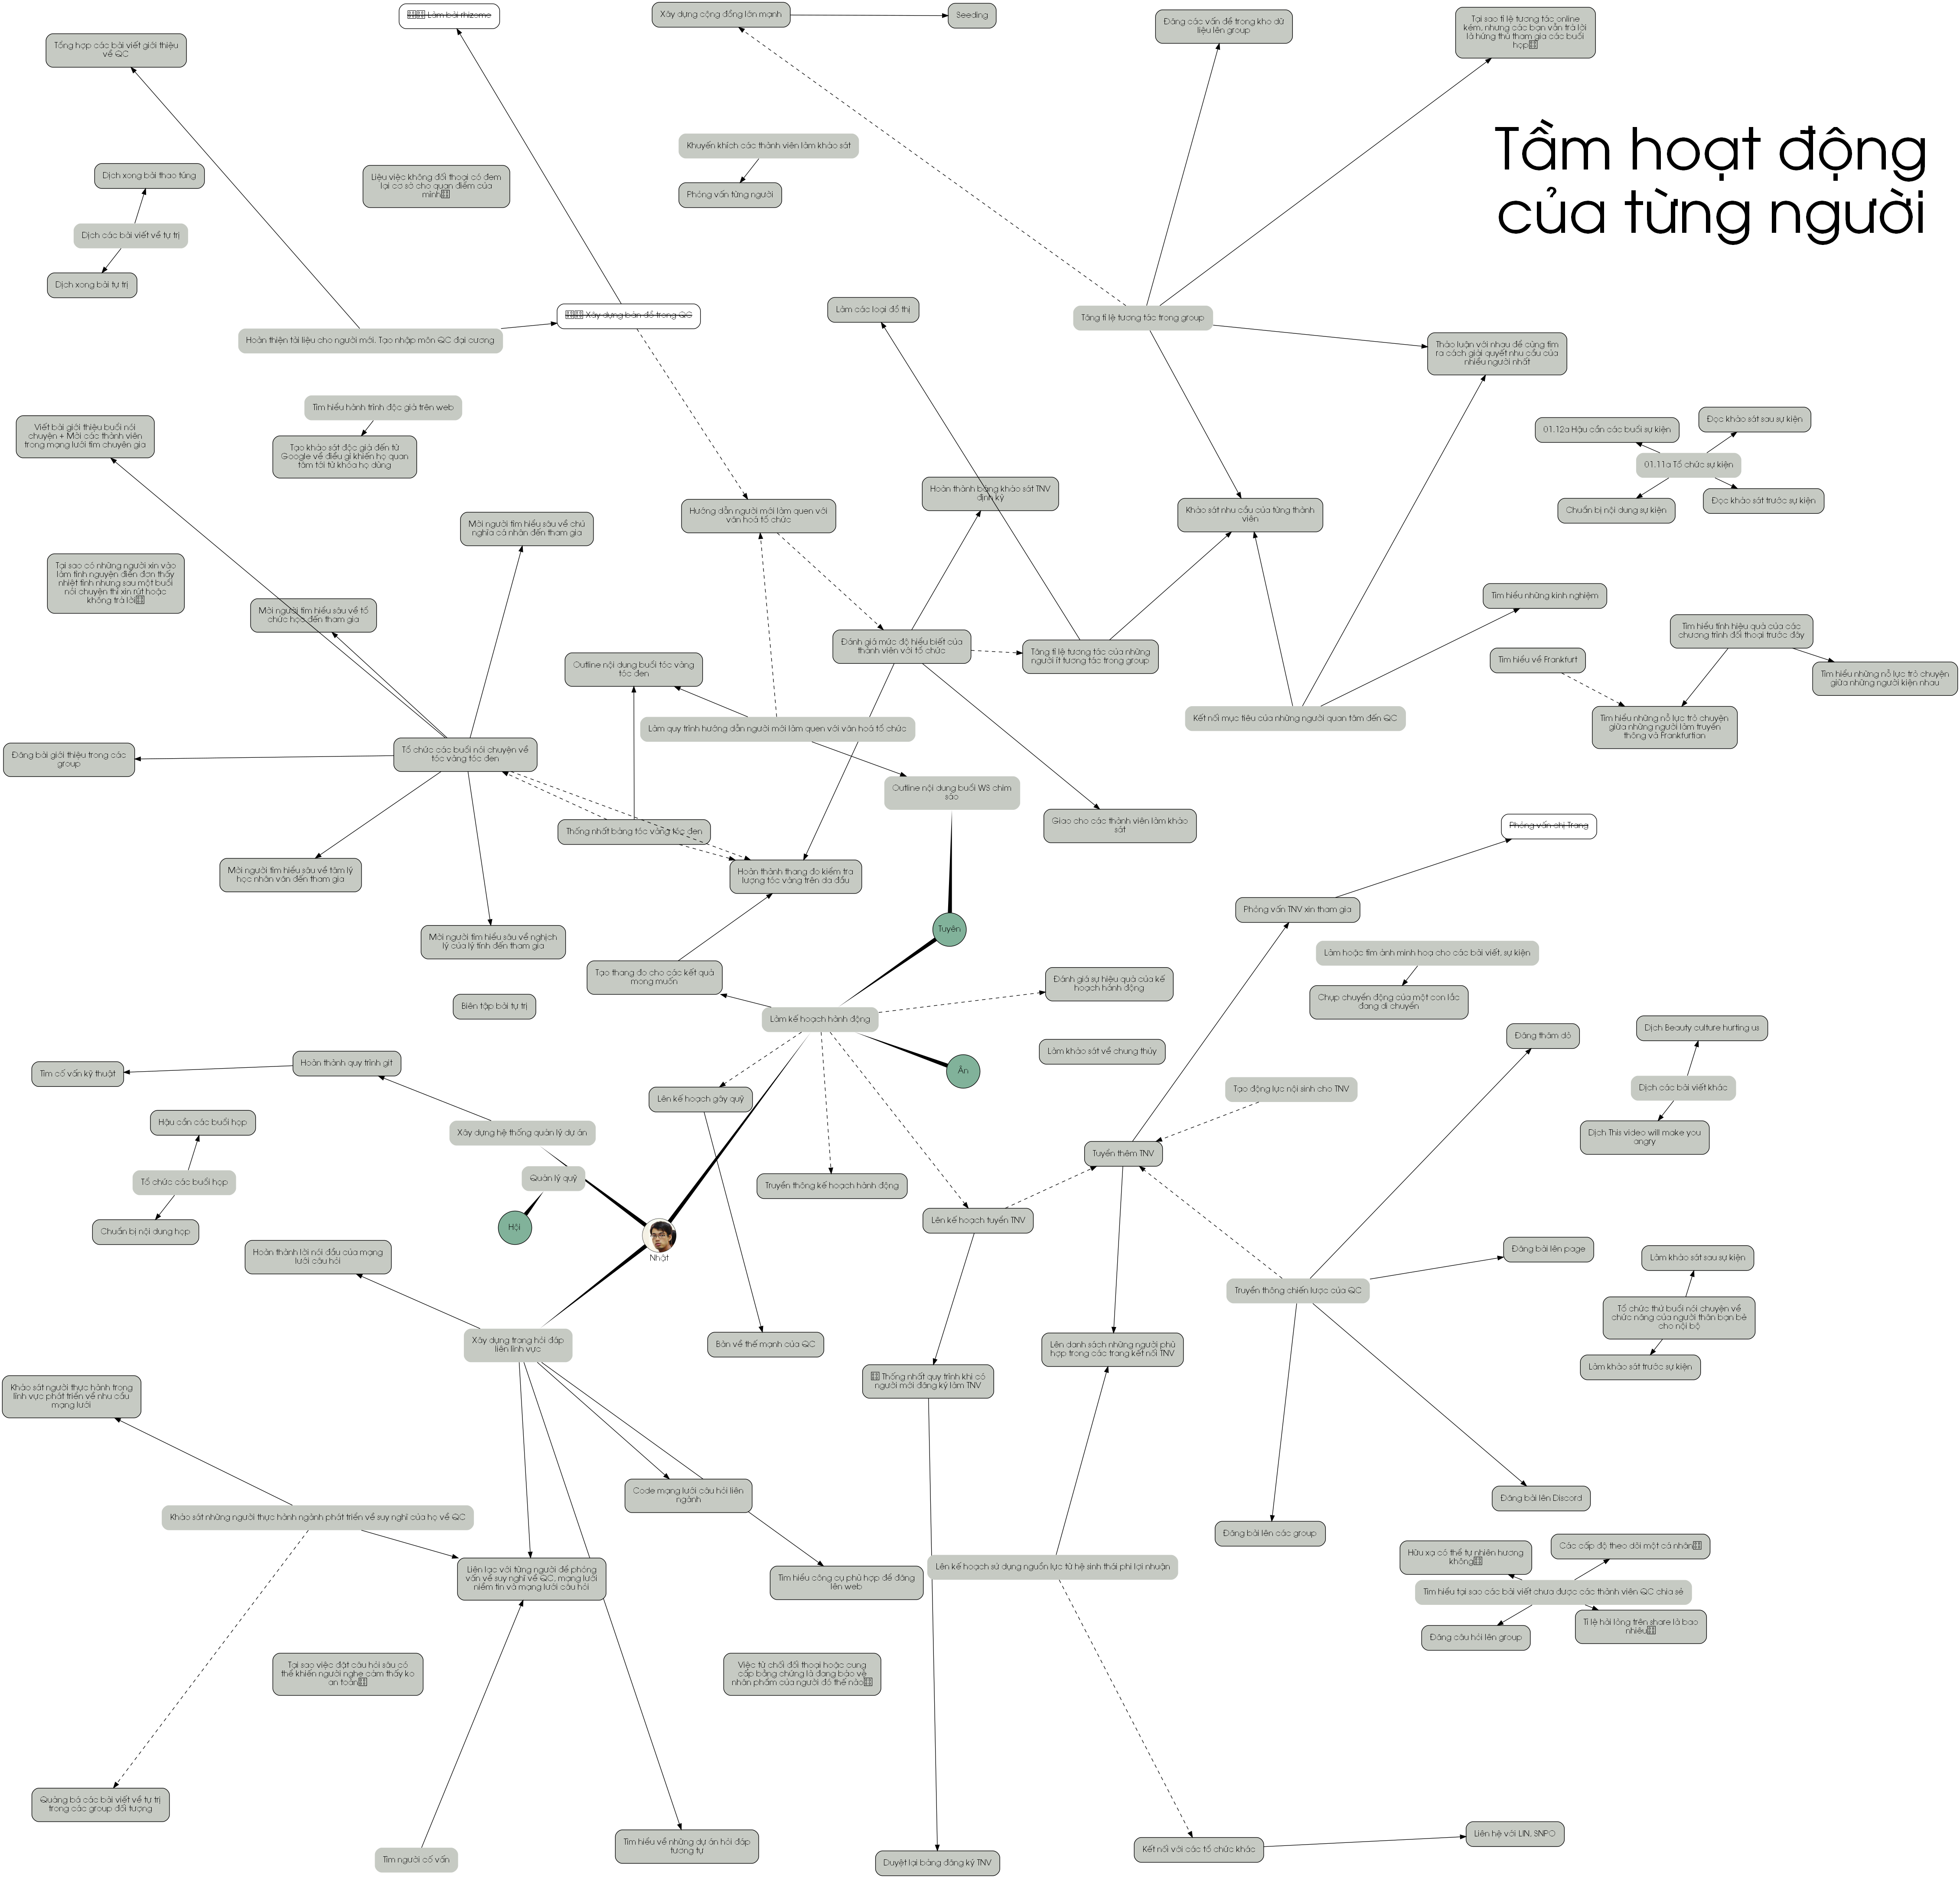 Làm bài rhizome
Xây dựng cộng đồng lớn mạnh
Seeding
Đăng các vấn đề trong kho dữ
liệu lên group
Tại sao tỉ lệ tương tác online
kém, nhưng các bạn vẫn trả lời
là hứng thú tham gia các buổi
họp
Tổng hợp các bài viết giới thiệu
về QC
Tầm hoạt động
của từng người
Khuyến khích các thành viên làm khảo sát
Phỏng vấn từng người
Dịch xong bài thao túng
Dịch các bài viết về tự trị
Dịch xong bài tự trị
Liệu việc không đối thoại có đem
lại cơ sở cho quan điểm của
mình
Xây dựng bản đồ trong QC
Hoàn thiện tài liệu cho người mới. Tạo nhập môn QC đại cương
Làm các loại đồ thị
Tăng tỉ lệ tương tác trong group
Thảo luận với nhau để cùng tìm
ra cách giải quyết nhu cầu của
nhiều người nhất
Tìm hiểu hành trình độc giả trên web
Tạo khảo sát độc giả đến từ
Google về điều gì khiến họ quan
tâm tới từ khóa họ dùng
Viết bài giới thiệu buổi nói
chuyện + Mời các thành viên
trong mạng lưới tìm chuyên gia
01.12a Hậu cần các buổi sự kiện
Đọc khảo sát sau sự kiện
01.11a Tổ chức sự kiện
Chuẩn bị nội dung sự kiện
Đọc khảo sát trước sự kiện
Hướng dẫn người mới làm quen với
văn hoá tổ chức
Hoàn thành bảng khảo sát TNV
định kỳ
Khảo sát nhu cầu của từng thành
viên
Mời người tìm hiểu sâu về chủ
nghĩa cá nhân đến tham gia
Tại sao có những người xin vào
làm tình nguyện điền đơn thấy
nhiệt tình nhưng sau một buổi
nói chuyện thì xin rút hoặc
không trả lời
Mời người tìm hiểu sâu về tổ
chức học đến tham gia
Tìm hiểu những kinh nghiệm
Tìm hiểu tính hiệu quả của các
chương trình đối thoại trước đây
Tìm hiểu về Frankfurt
Tìm hiểu những nỗ lực trò chuyện
giữa những người kiện nhau
Tìm hiểu những nỗ lực trò chuyện
giữa những người làm truyền
thông và Frankfurtian
Đánh giá mức độ hiểu biết của
thành viên với tổ chức
Tăng tỉ lệ tương tác của những
người ít tương tác trong group
Outline nội dung buổi tóc vàng
tóc đen
Làm quy trình hướng dẫn người mới làm quen với văn hoá tổ chức
Kết nối mục tiêu của những người quan tâm đến QC
Đăng bài giới thiệu trong các
group
Tổ chức các buổi nói chuyện về
tóc vàng tóc đen
Outline nội dung buổi WS chim
sáo
Giao cho các thành viên làm khảo
sát
Thống nhất bảng tóc vàng tóc đen
Phỏng vấn chị Trang
Mời người tìm hiểu sâu về tâm lý
học nhân văn đến tham gia
Hoàn thành thang đo kiểm tra
lượng tóc vàng trên da đầu
Phỏng vấn TNV xin tham gia
Tuyên
Mời người tìm hiểu sâu về nghịch
lý của lý tính đến tham gia
Làm hoặc tìm ảnh minh hoạ cho các bài viết, sự kiện
Chụp chuyển động của một con lắc
đang di chuyển
Tạo thang đo cho các kết quả
mong muốn
Đánh giá sự hiệu quả của kế
hoạch hành động
Biên tập bài tự trị
Làm kế hoạch hành động
Đăng thăm dò
Dịch Beauty culture hurting us
Hoàn thành quy trình git
Tìm cố vấn kỹ thuật
Làm khảo sát về chung thủy
Ân
Tạo động lực nội sinh cho TNV
Dịch các bài viết khác
Dịch This video will make you
angry
Lên kế hoạch gây quỹ
Hậu cần các buổi họp
Xây dựng hệ thống quản lý dự án
Tuyển thêm TNV
Tổ chức các buổi họp
Quản lý quỹ
Truyền thông kế hoạch hành động
Chuẩn bị nội dung họp
Hội
Nhật
Lên kế hoạch tuyển TNV
Hoàn thành lời nói đầu của mạng
lưới câu hỏi
Đăng bài lên page
Làm khảo sát sau sự kiện
Truyền thông chiến lược của QC
Tổ chức thử buổi nói chuyện về
chức năng của người thân bạn bè
cho nội bộ
Làm khảo sát trước sự kiện
Xây dựng trang hỏi đáp
liên lĩnh vực
Bàn về thế mạnh của QC
Lên danh sách những người phù
hợp trong các trang kết nối TNV
Thống nhất quy trình khi có
người mới đăng ký làm TNV
Khảo sát người thực hành trong
lĩnh vực phát triển về nhu cầu
mạng lưới
Code mạng lưới câu hỏi liên
ngành
Đăng bài lên Discord
Khảo sát những người thực hành ngành phát triển về suy nghĩ của họ về QC
Đăng bài lên các group
Liên lạc với từng người để phỏng
vấn về suy nghĩ về QC, mạng lưới
niềm tin và mạng lưới câu hỏi
Tìm hiểu công cụ phù hợp để đăng
lên web
Lên kế hoạch sử dụng nguồn lực từ hệ sinh thái phi lợi nhuận
Hữu xạ có thể tự nhiên hương
không
Các cấp độ theo dõi một cá nhân
Tìm hiểu tại sao các bài viết chưa được các thành viên QC chia sẻ
Đăng câu hỏi lên group
Tỉ lệ hài lòng trên share là bao
nhiêu
Tại sao việc đặt câu hỏi sâu có
thể khiến người nghe cảm thấy ko
an toàn
Việc từ chối đối thoại hoặc cung
cấp bằng chứng là đang bảo vệ
nhân phẩm của người đó thế nào
Quảng bá các bài viết về tự trị
trong các group đối tượng
Tìm người cố vấn
Tìm hiểu về những dự án hỏi đáp
tương tự
Duyệt lại bảng đăng ký TNV
Kết nối với các tổ chức khác
Liên hệ với LIN, SNPO